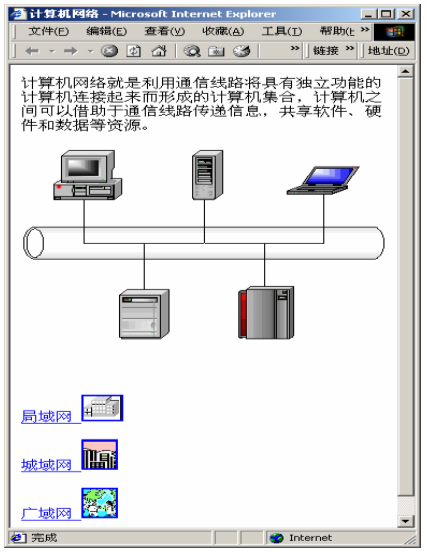 计算机网络 - Microsoft Internet Explorer
文件(F) 编辑(E) 查看(V) 收藏(A) 工具(T) 帮助(H »
» 链接 » 地址(D)
计算机网络就是利用通信线路将具有独立功能的
计算机连接起来而形成的计算机集合，计算机之
间可以借助于通信线路传递信息，共享软件、硬
件和数据等资源。
局域网
城域网
广域网
完成 Internet